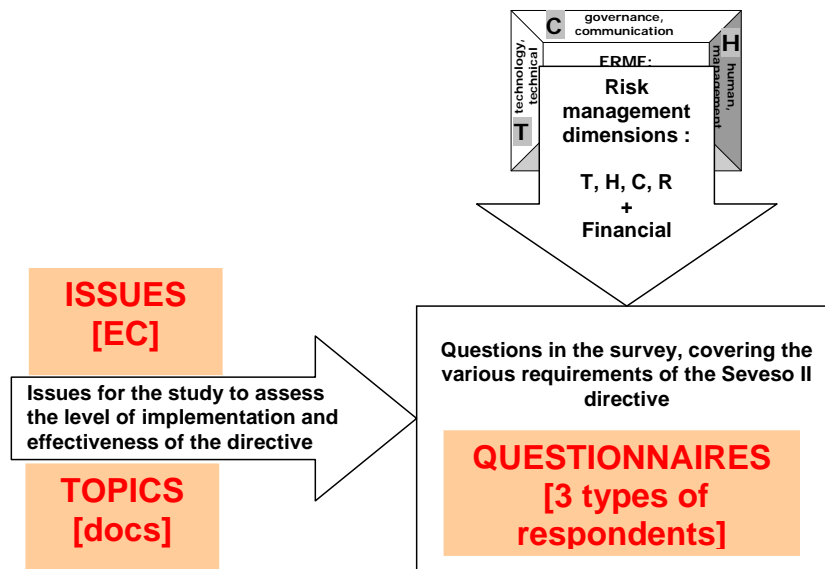 C
governance,
communication
H
technology,
technical
T
human,
management
ERMF:
Risk
management
dimensions :
T, H, C, R
+
Financial
ISSUES
[EC]
Issues for the study to assess
the level of implementation and
effectiveness of the directive
TOPICS
[docs]
Questions in the survey, covering the
various requirements of the Seveso II
directive
QUESTIONNAIRES
[3 types of
respondents]